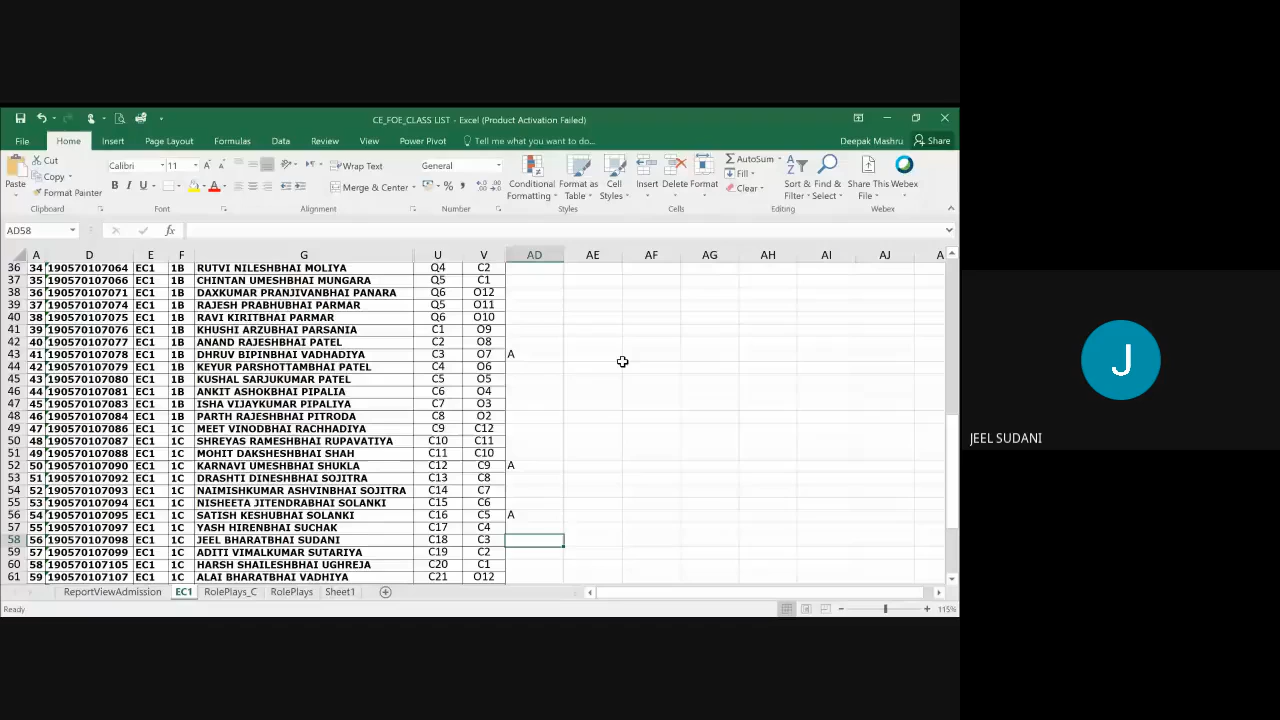 CE_FOE_CLASS LIST - Excel (Product Activation Failed)
File Home Insert Page Layout Formulas Data Review View Power Pivot Tell me what you want to do... Deepak Mashru Share
Cut
Copy
Format Painter
Paste
Clipboard
Calibri 11
B I U
Font
Wrap Text
Merge & Center
Alignment
General
% ,
Number
Conditional Formatting
Format as Table
Cell Styles
Styles
Insert Delete Format
Cells
AutoSum
Fill
Clear
Sort & Filter
Find & Select
Editing
Share This File
Webex
Webex
AD58 fx
A D E F G U V AD AE AF AG AH AI AJ A
36 34 190570107064 EC1 1B RUTVI NILESHBHAI MOLIYA Q4 C2
37 35 190570107066 EC1 1B CHINTAN UMESHBHAI MUNGARA Q5 C1
38 36 190570107071 EC1 1B DAXKUMAR PRANJIVANBHAI PANARA Q6 O12
39 37 190570107074 EC1 1B RAJESH PRABHUBHAI PARMAR Q5 O11
40 38 190570107075 EC1 1B RAVI KIRITBHAI PARMAR Q6 O10
41 39 190570107076 EC1 1B KHUSHI ARZUBHAI PARSANIA C1 O9
42 40 190570107077 EC1 1B ANAND RAJESHBHAI PATEL C2 O8
43 41 190570107078 EC1 1B DHRUV BIPINBHAI VADHADIYA C3 O7 A
44 42 190570107079 EC1 1B KEYUR PARSHOTTAMBHAI PATEL C4 O6
45 43 190570107080 EC1 1B KUSHAL SARJUKUMAR PATEL C5 O5
46 44 190570107081 EC1 1B ANKIT ASHOKBHAI PIPALIA C6 O4
47 45 190570107083 EC1 1B ISHA VIJAYKUMAR PIPALIYA C7 O3
48 46 190570107084 EC1 1B PARTH RAJESHBHAI PITRODA C8 O2
49 47 190570107086 EC1 1C MEET VINODBHAI RACHHADIYA C9 C12
50 48 190570107087 EC1 1C SHREYAS RAMESHBHAI RUPAVATIYA C10 C11
51 49 190570107088 EC1 1C MOHIT DAKSHESHBHAI SHAH C11 C10
52 50 190570107090 EC1 1C KARNAVI UMESHBHAI SHUKLA C12 C9 A
53 51 190570107092 EC1 1C DRASHTI DINESHBHAI SOJITRA C13 C8
54 52 190570107093 EC1 1C NAIMISHKUMAR ASHVINBHAI SOJITRA C14 C7
55 53 190570107094 EC1 1C NISHEETA JITENDRABHAI SOLANKI C15 C6
56 54 190570107095 EC1 1C SATISH KESHUBHAI SOLANKI C16 C5 A
57 55 190570107097 EC1 1C YASH HIRENBHAI SUCHAK C17 C4
58 56 190570107098 EC1 1C JEEL BHARATBHAI SUDANI C18 C3
59 57 190570107099 EC1 1C ADITI VIMALKUMAR SUTARIYA C19 C2
60 58 190570107105 EC1 1C HARSH SHAILESHBHAI UGHREJA C20 C1
61 59 190570107107 EC1 1C ALAI BHARATBHAI VADHIYA C21 O12
ReportViewAdmission EC1 RolePlays_C RolePlays Sheet1
Ready 115%
J
JEEL SUDANI